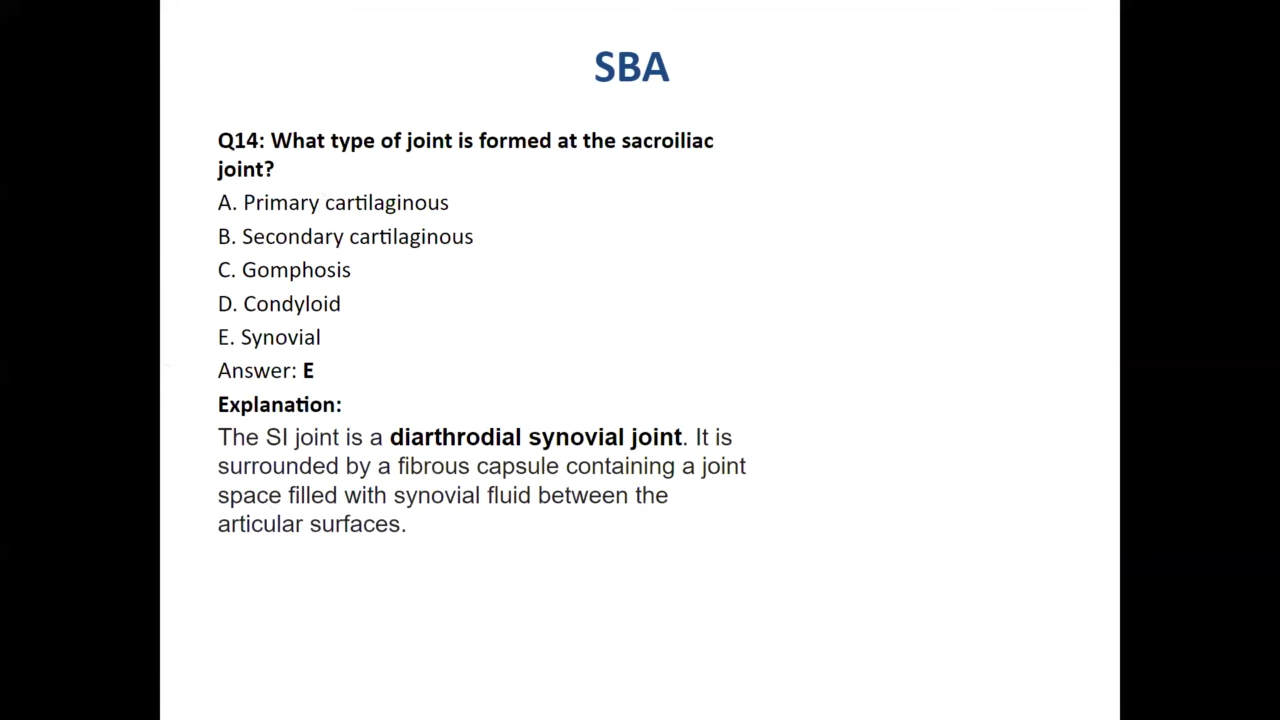 SBA
Q14: What type of joint is formed at the sacroiliac
joint?
A. Primary cartilaginous
B. Secondary cartilaginous
C. Gomphosis
D. Condyloid
E. Synovial
Answer: E
Explanation:
The SI joint is a diarthrodial synovial joint. It is
surrounded by a fibrous capsule containing a joint
space filled with synovial fluid between the
articular surfaces.